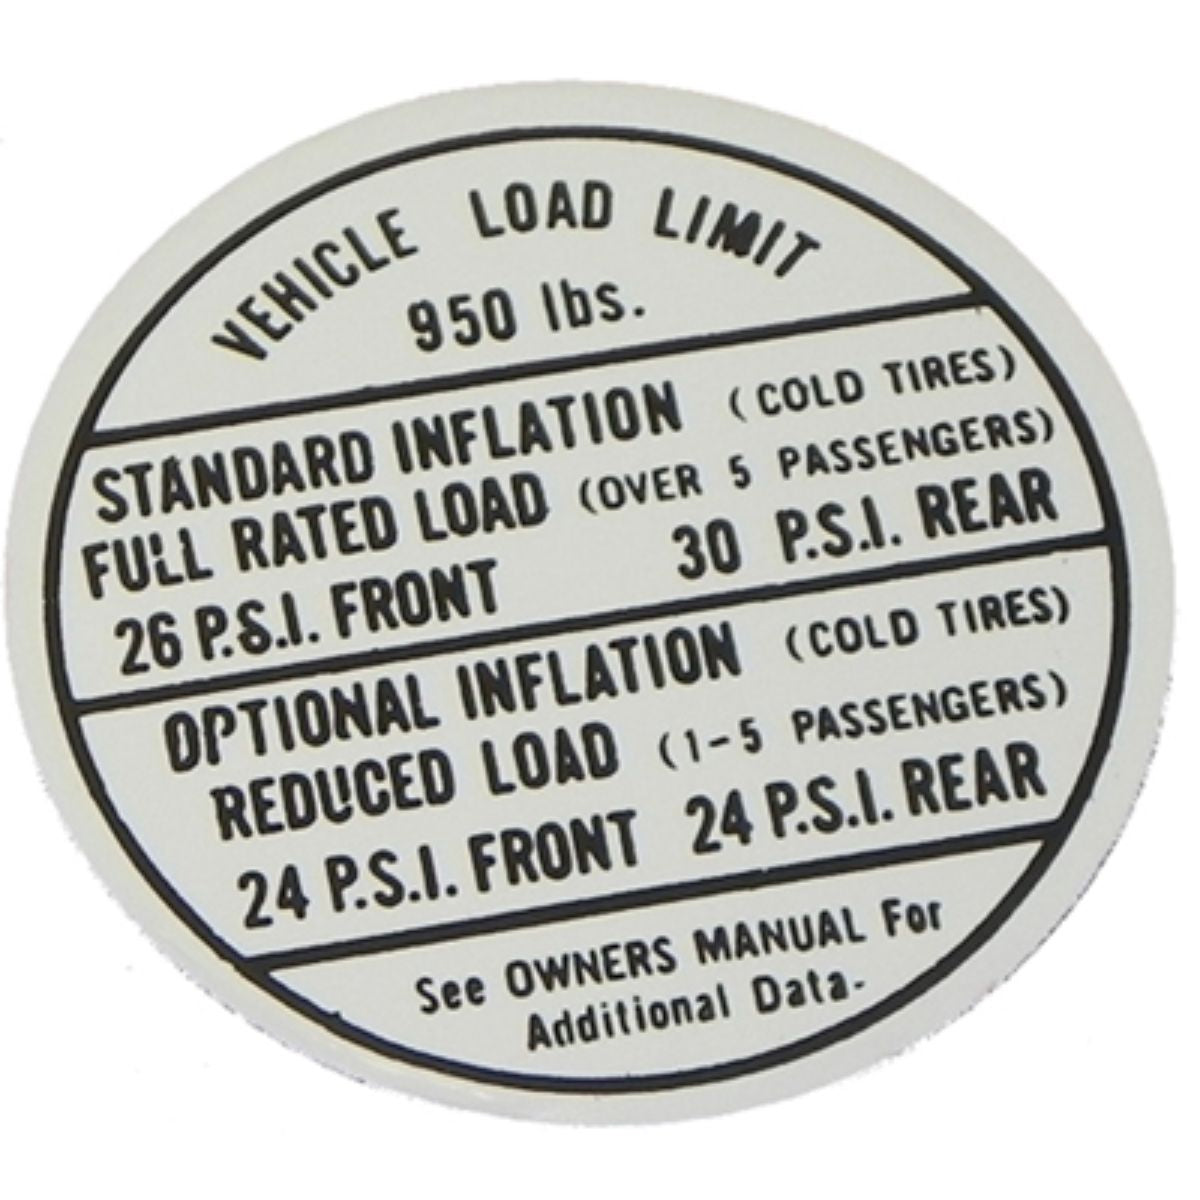 VEHICLE LOAD LIMIT
950 lbs.
STANDARD INFLATION (COLD TIRES)
FULL RATED LOAD (OVER 5 PASSENGERS)
26 P.S.I. FRONT 30 P.S.I. REAR
OPTIONAL INFLATION (COLD TIRES)
REDUCED LOAD (1-5 PASSENGERS)
24 P.S.I. FRONT 24 P.S.I. REAR
See OWNERS MANUAL For
Additional Data.